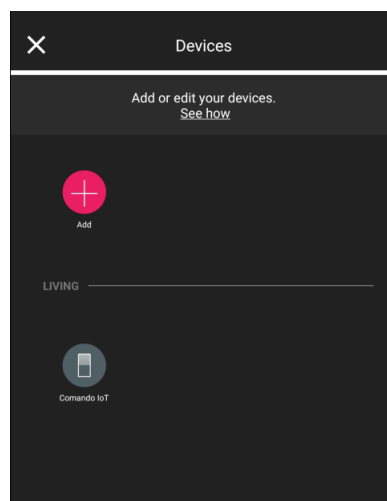 Devices
Add or edit your devices.
See how
Add
LIVING
Comando IoT